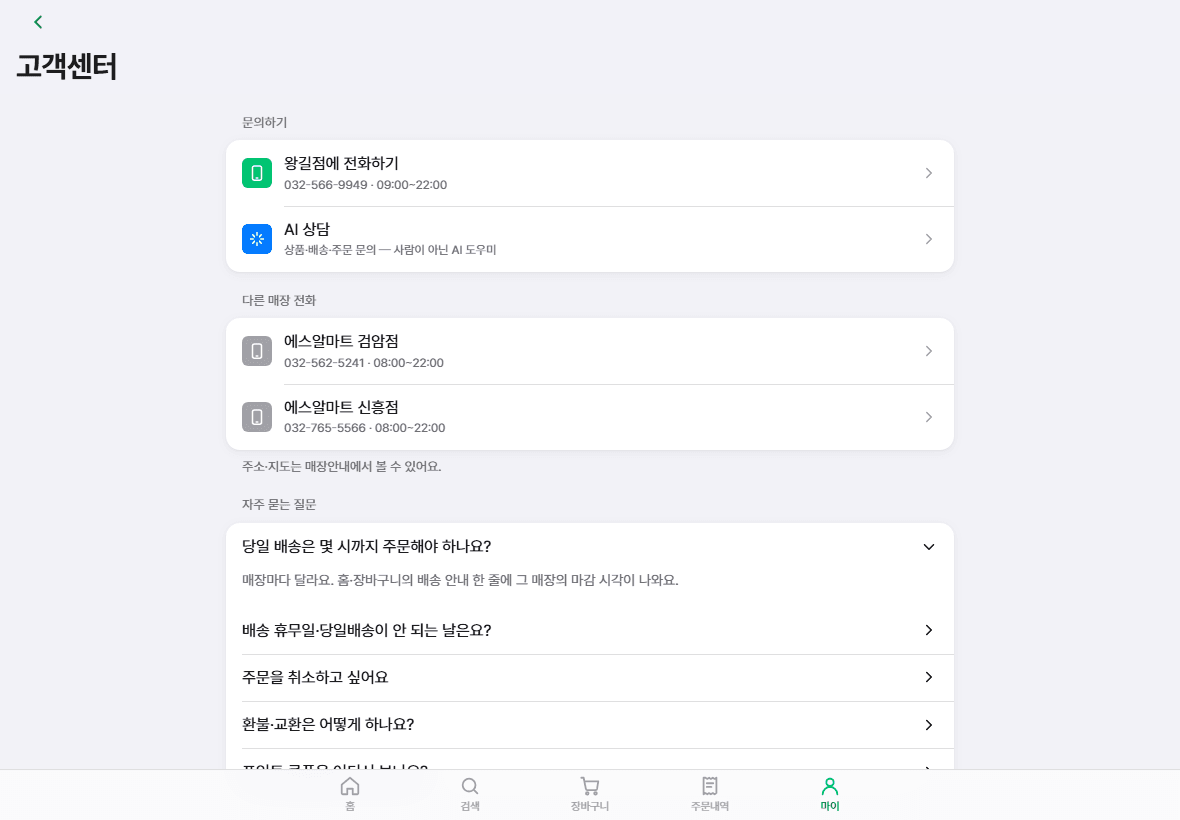 고객센터
문의하기
왕길점에 전화하기
032-566-9949 · 09:00~22:00
AI 상담
상품·배송·주문 문의 — 사람이 아닌 AI 도우미
다른 매장 전화
에스알마트 검암점
032-562-5241 · 08:00~22:00
에스알마트 신흥점
032-765-5566 · 08:00~22:00
주소·지도는 매장안내에서 볼 수 있어요.
자주 묻는 질문
당일 배송은 몇 시까지 주문해야 하나요?
매장마다 달라요. 홈·장바구니의 배송 안내 한 줄에 그 매장의 마감 시각이 나와요.
배송 휴무일·당일배송이 안 되는 날은요?
주문을 취소하고 싶어요
환불·교환은 어떻게 하나요?
홈
검색
장바구니
주문내역
마이